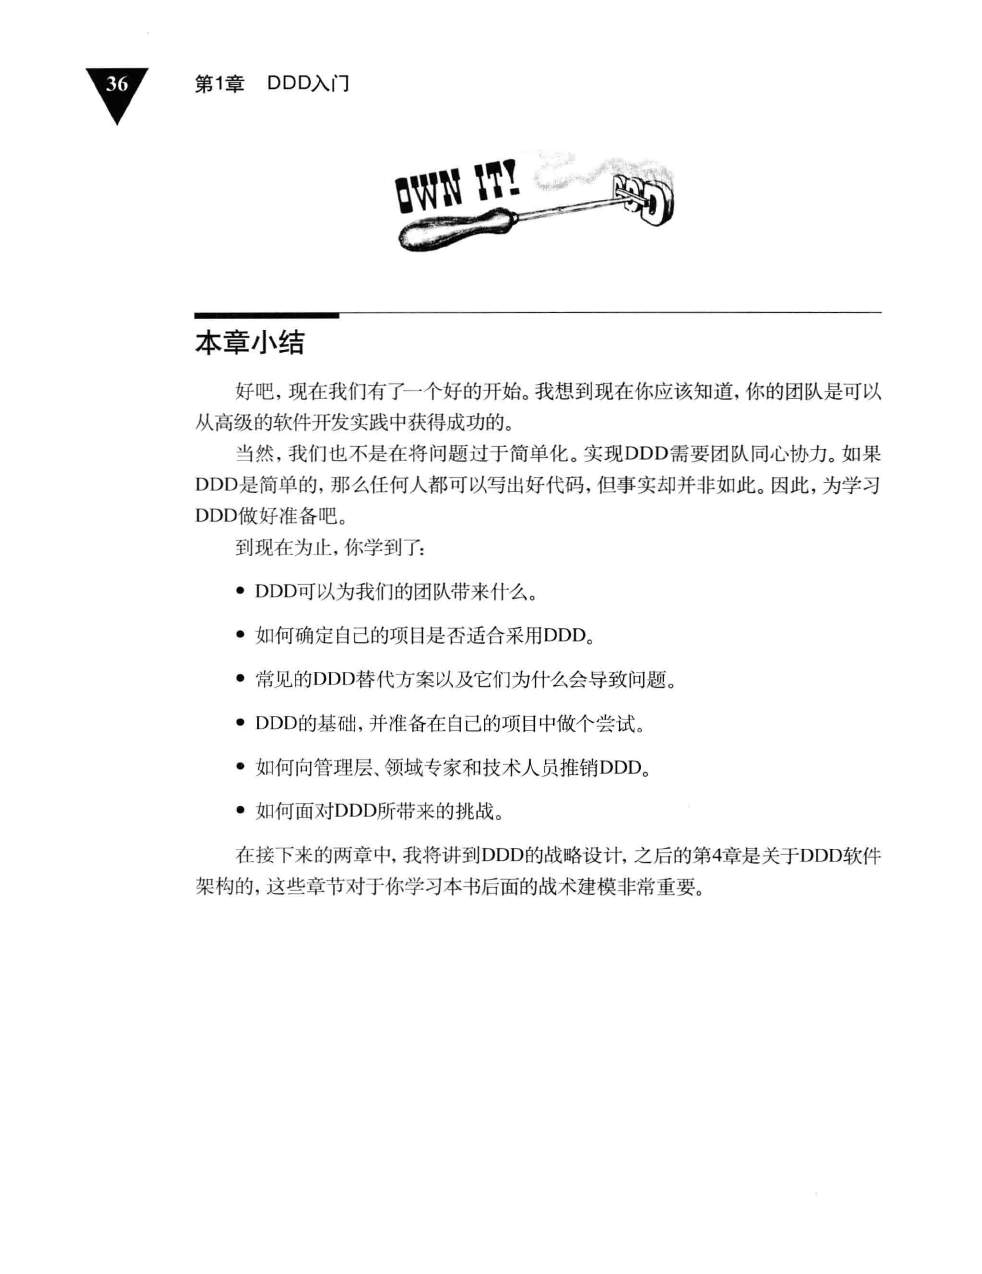 36
第1章 DDD入门
OWN IT!
DDD
本章小结
好吧，现在我们有了一个好的开始。我想到现在你应该知道，你的团队是可以
从高级的软件开发实践中获得成功的。
当然，我们也不是在将问题过于简单化。实现DDD需要团队同心协力。如果
DDD是简单的，那么任何人都可以写出好代码，但事实却并非如此。因此，为学习
DDD做好准备吧。
到现在为止，你学到了：
• DDD可以为我们的团队带来什么。
• 如何确定自己的项目是否适合采用DDD。
• 常见的DDD替代方案以及它们为什么会导致问题。
• DDD的基础，并准备在自己的项目中做个尝试。
• 如何向管理层、领域专家和技术人员推销DDD。
• 如何面对DDD所带来的挑战。
在接下来的两章中，我将讲到DDD的战略设计，之后的第4章是关于DDD软件
架构的，这些章节对于你学习本书后面的战术建模非常重要。